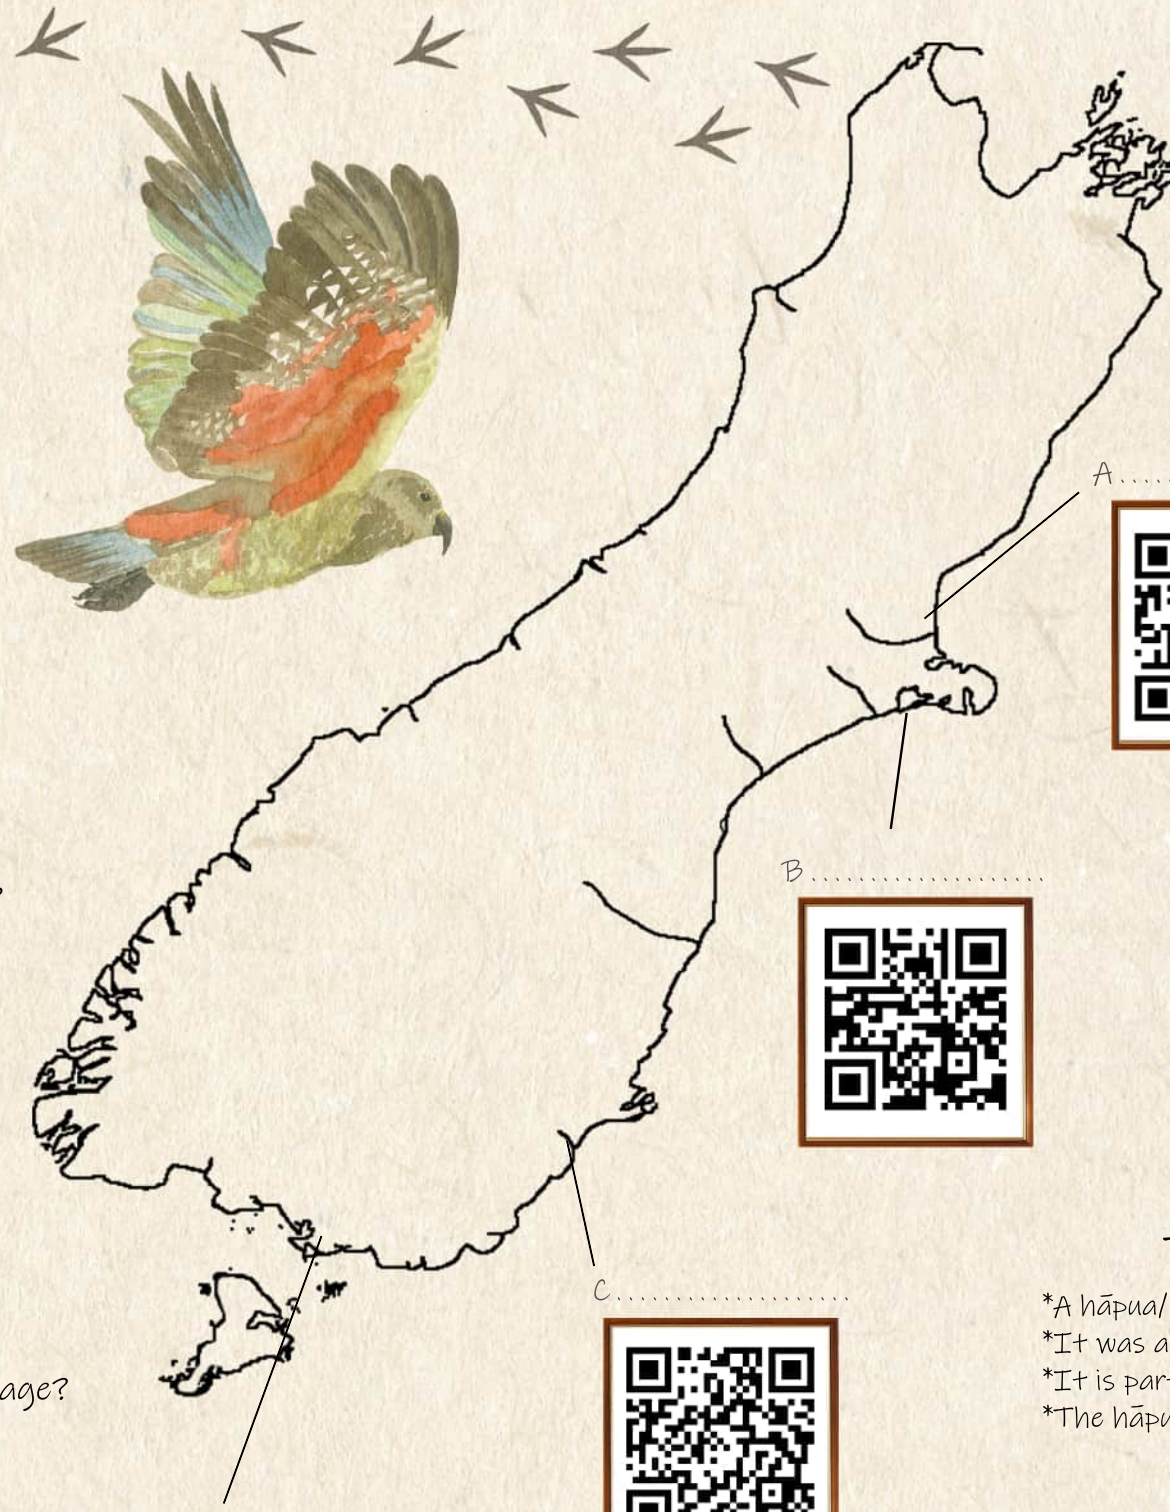 A...
B...................
C...................
age?
*A hāpua/
*It was a
*It is par
*The hāpu